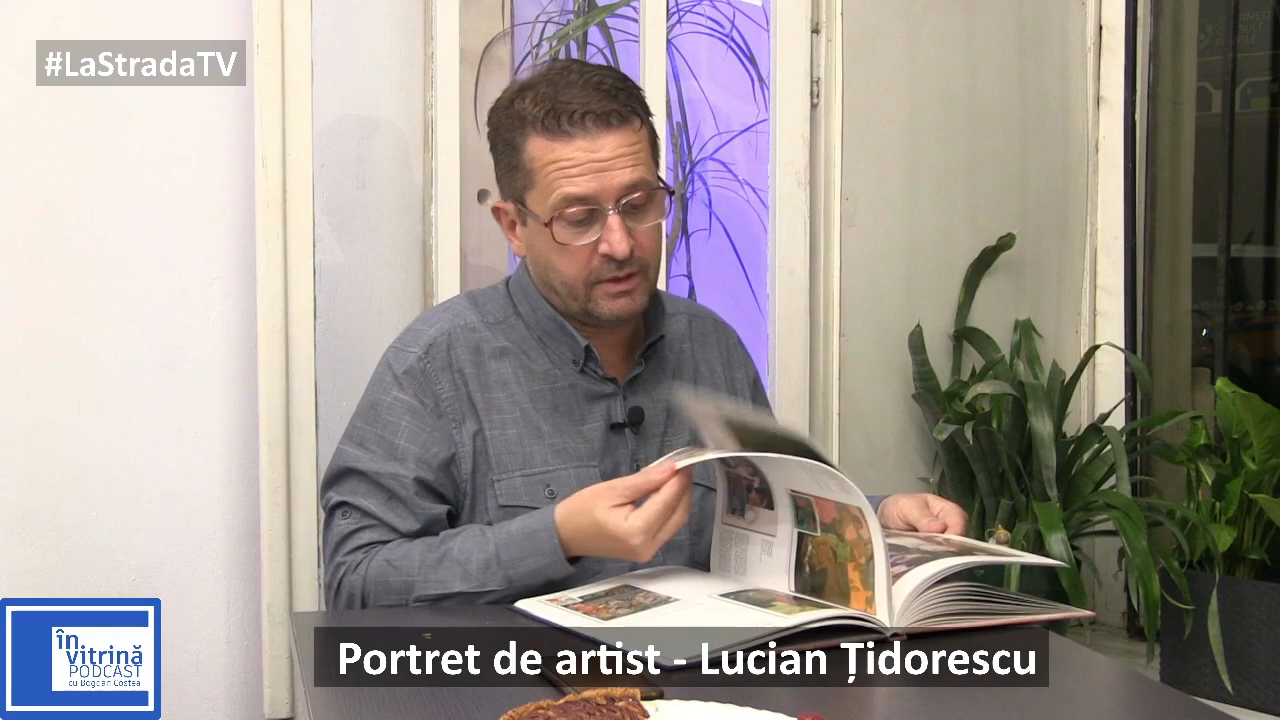 #LaStradaTV
în
Vitrină
PODCAST
cu Bogdan Costea
Portret de artist - Lucian Țidorescu